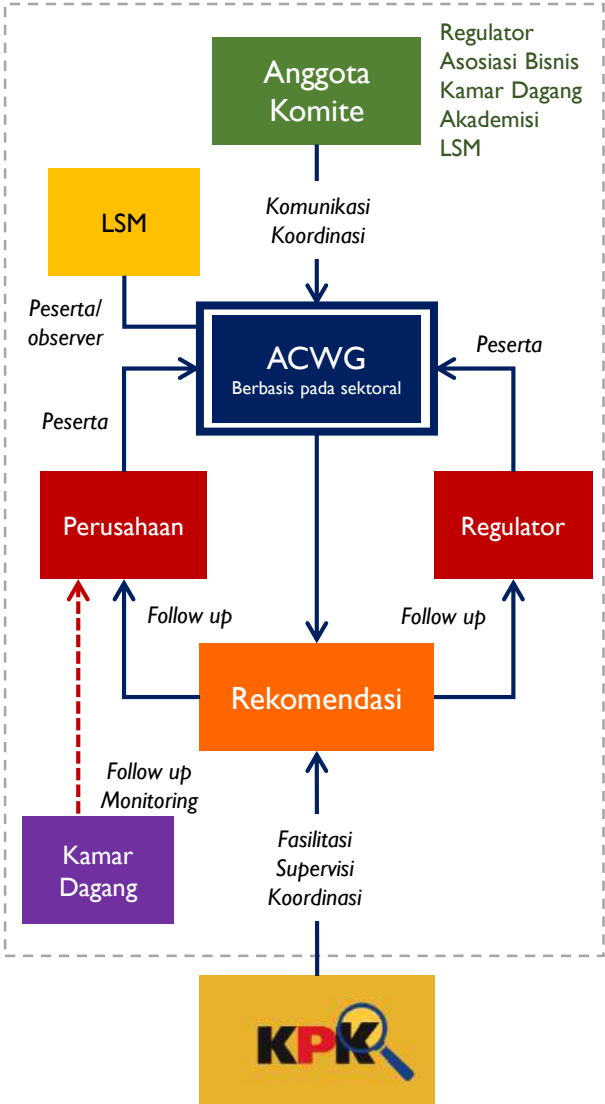 Anggota
Komite
Regulator
Asosiasi Bisnis
Kamar Dagang
Akademisi
LSM
Komunikasi
Koordinasi
LSM
Peserta/
observer
ACWG
Berbasis pada sektoral
Peserta
Peserta
Perusahaan
Regulator
Follow up
Follow up
Rekomendasi
Follow up
Monitoring
Kamar
Dagang
Fasilitasi
Supervisi
Koordinasi
KPK